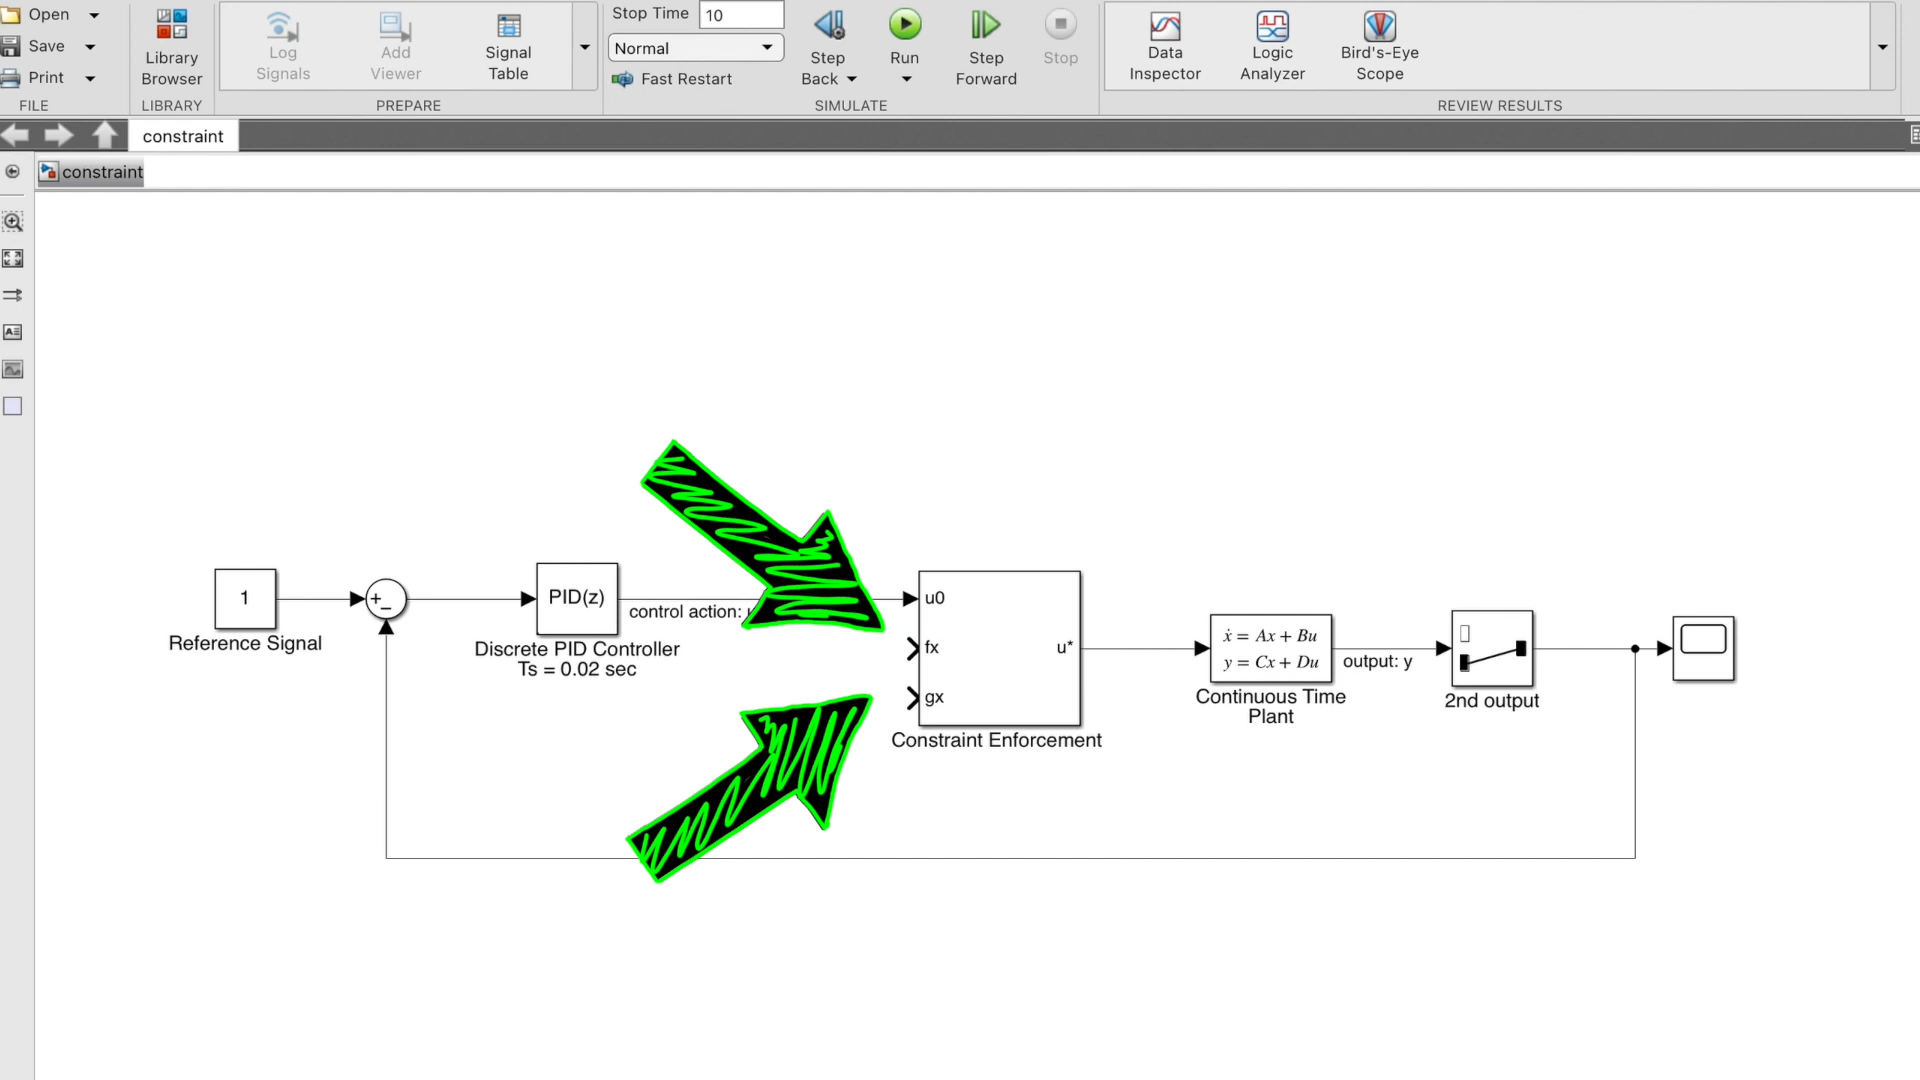 Open
Save
Print
FILE
Library
Browser
LIBRARY
Log
Signals
Add
Viewer
Signal
Table
PREPARE
Stop Time 10
Normal
Fast Restart
Step
Back
Run
Step
Forward
Stop
SIMULATE
Data
Inspector
Logic
Analyzer
Bird's-Eye
Scope
REVIEW RESULTS
constraint
constraint
1
Reference Signal
+_
PID(z)
Discrete PID Controller
Ts = 0.02 sec
control action:
u0
fx
gx
u*
Constraint Enforcement
ẋ = Ax + Bu
y = Cx + Du
Continuous Time
Plant
output: y
2nd output